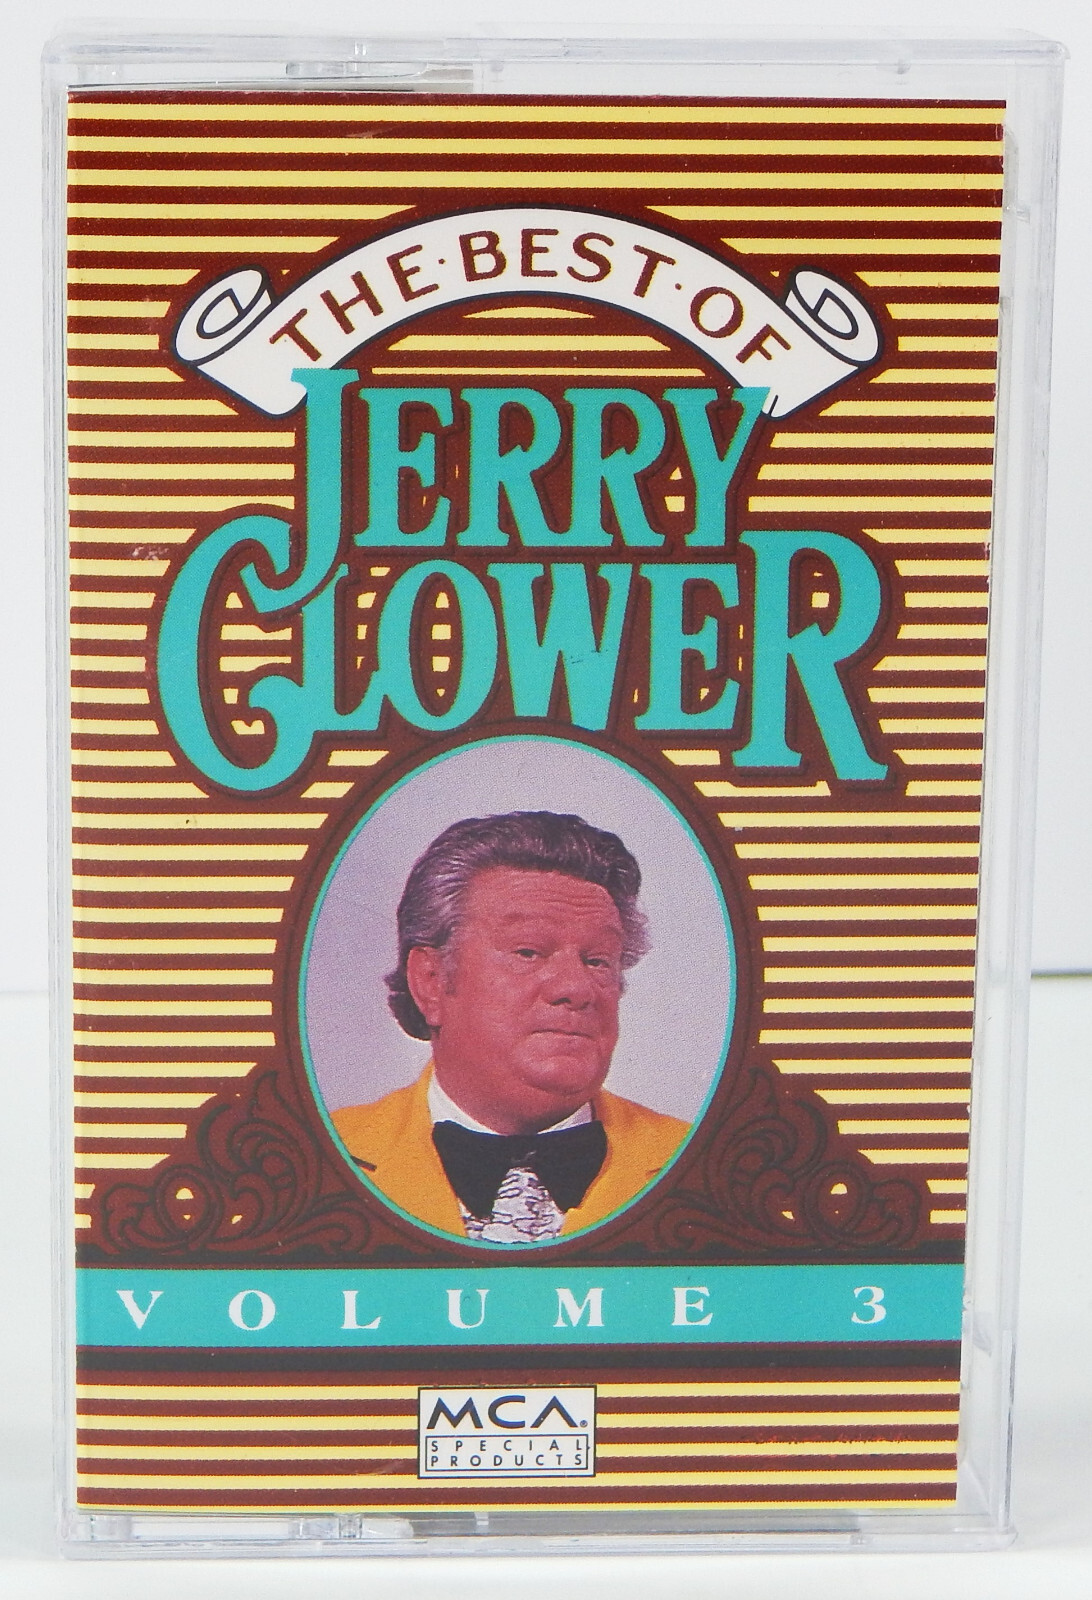 THE·BEST·OF
JERRY
CLOWER
VOLUME 3
MCA®
SPECIAL
PRODUCTS